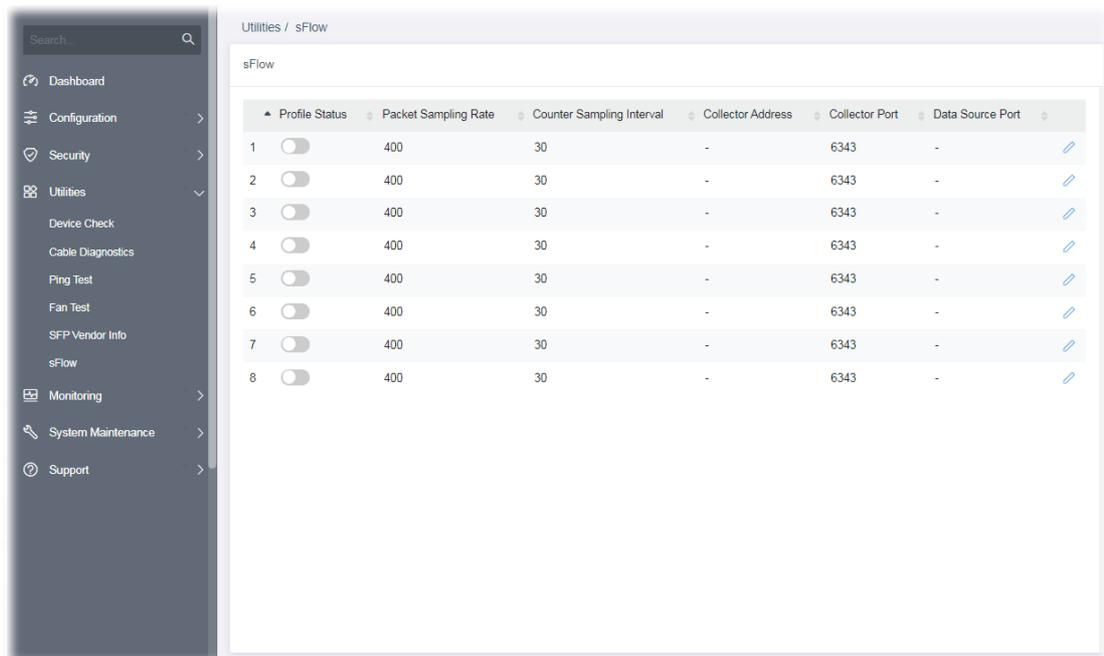 Search...
Dashboard
Configuration
Security
Utilities
Device Check
Cable Diagnostics
Ping Test
Fan Test
SFP Vendor Info
sFlow
Monitoring
System Maintenance
Support
Utilities / sFlow
sFlow
Profile Status Packet Sampling Rate Counter Sampling Interval Collector Address Collector Port Data Source Port
1 400 30 - 6343 -
2 400 30 - 6343 -
3 400 30 - 6343 -
4 400 30 - 6343 -
5 400 30 - 6343 -
6 400 30 - 6343 -
7 400 30 - 6343 -
8 400 30 - 6343 -